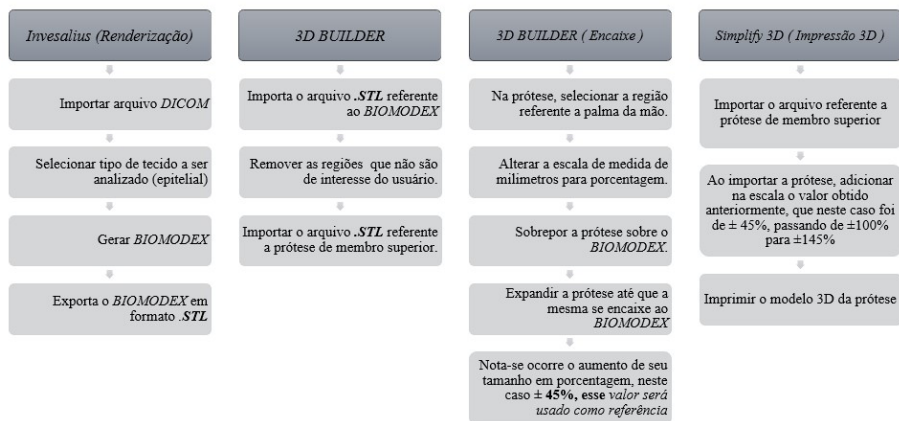 Invesalius (Renderização)
Importar arquivo DICOM
Selecionar tipo de tecido a ser
analizado (epitelial)
Gerar BIOMODEX
Exporta o BIOMODEX em
formato .STL
3D BUILDER
Importa o arquivo .STL referente
ao BIOMODEX
Remover as regiões que não são
de interesse do usuário.
Importar o arquivo .STL referente
a prótese de membro superior.
3D BUILDER ( Encaixe )
Na prótese, selecionar a região
referente a palma da mão.
Alterar a escala de medida de
milimetros para porcentagem.
Sobrepor a prótese sobre o
BIOMODEX.
Expandir a prótese até que a
mesma se encaixe ao
BIOMODEX
Nota-se ocorre o aumento de seu
tamanho em porcentagem, neste
caso ± 45%, esse valor será
usado como referência
Simplify 3D ( Impressão 3D )
Importar o arquivo referente a
prótese de membro superior
Ao importar a prótese, adicionar
na escala o valor obtido
anteriormente, que neste caso foi
de ± 45%, passando de ±100%
para ±145%
Imprimir o modelo 3D da prótese